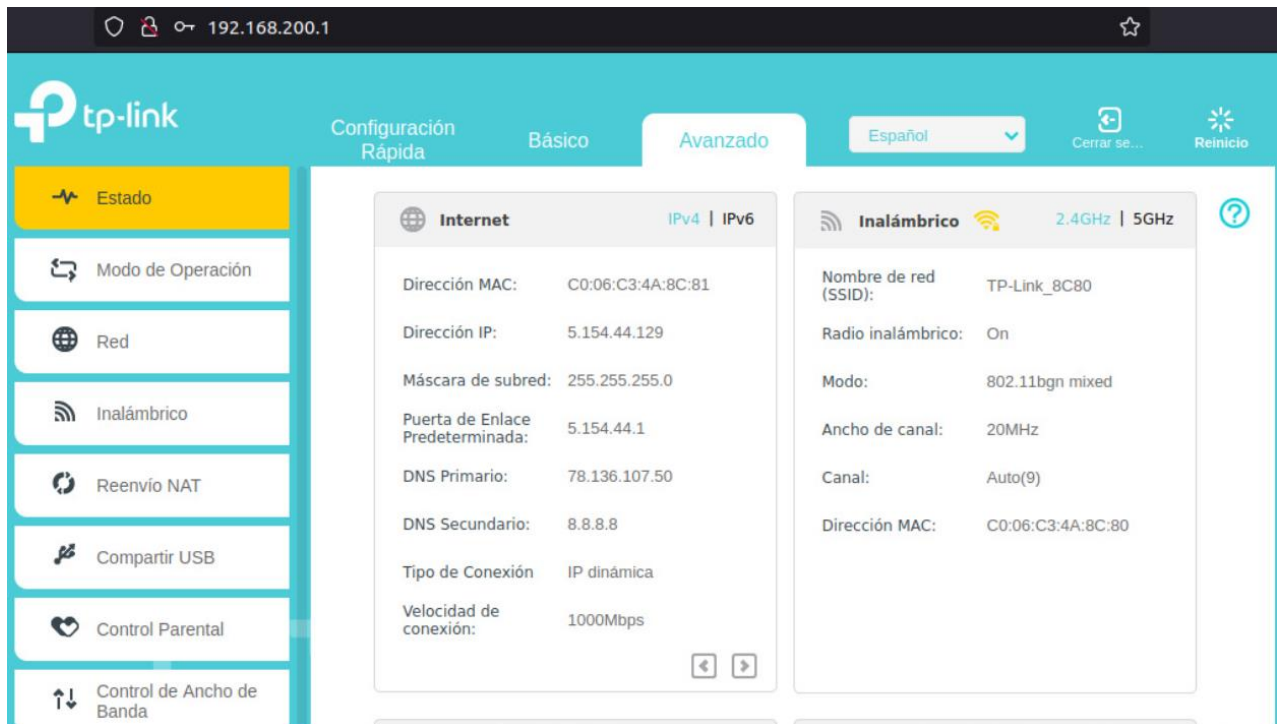 192.168.200.1
tp-link
Configuración
Rápida
Básico
Avanzado
Español
Cerrar se...
Reinicio
Estado
Modo de Operación
Red
Inalámbrico
Reenvío NAT
Compartir USB
Control Parental
Control de Ancho de
Banda
Internet
IPv4 | IPv6
Dirección MAC: C0:06:C3:4A:8C:81
Dirección IP: 5.154.44.129
Máscara de subred: 255.255.255.0
Puerta de Enlace
Predeterminada: 5.154.44.1
DNS Primario: 78.136.107.50
DNS Secundario: 8.8.8.8
Tipo de Conexión IP dinámica
Velocidad de
conexión: 1000Mbps
Inalámbrico
2.4GHz | 5GHz
Nombre de red
(SSID): TP-Link_8C80
Radio inalámbrico: On
Modo: 802.11bgn mixed
Ancho de canal: 20MHz
Canal: Auto(9)
Dirección MAC: C0:06:C3:4A:8C:80